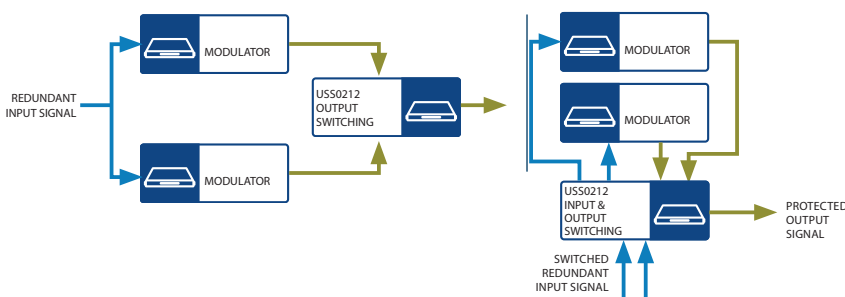 MODULATOR
REDUNDANT
INPUT SIGNAL
USS0212
OUTPUT
SWITCHING
MODULATOR
MODULATOR
MODULATOR
USS0212
INPUT &
OUTPUT
SWITCHING
PROTECTED
OUTPUT
SIGNAL
SWITCHED
REDUNDANT
INPUT SIGNAL